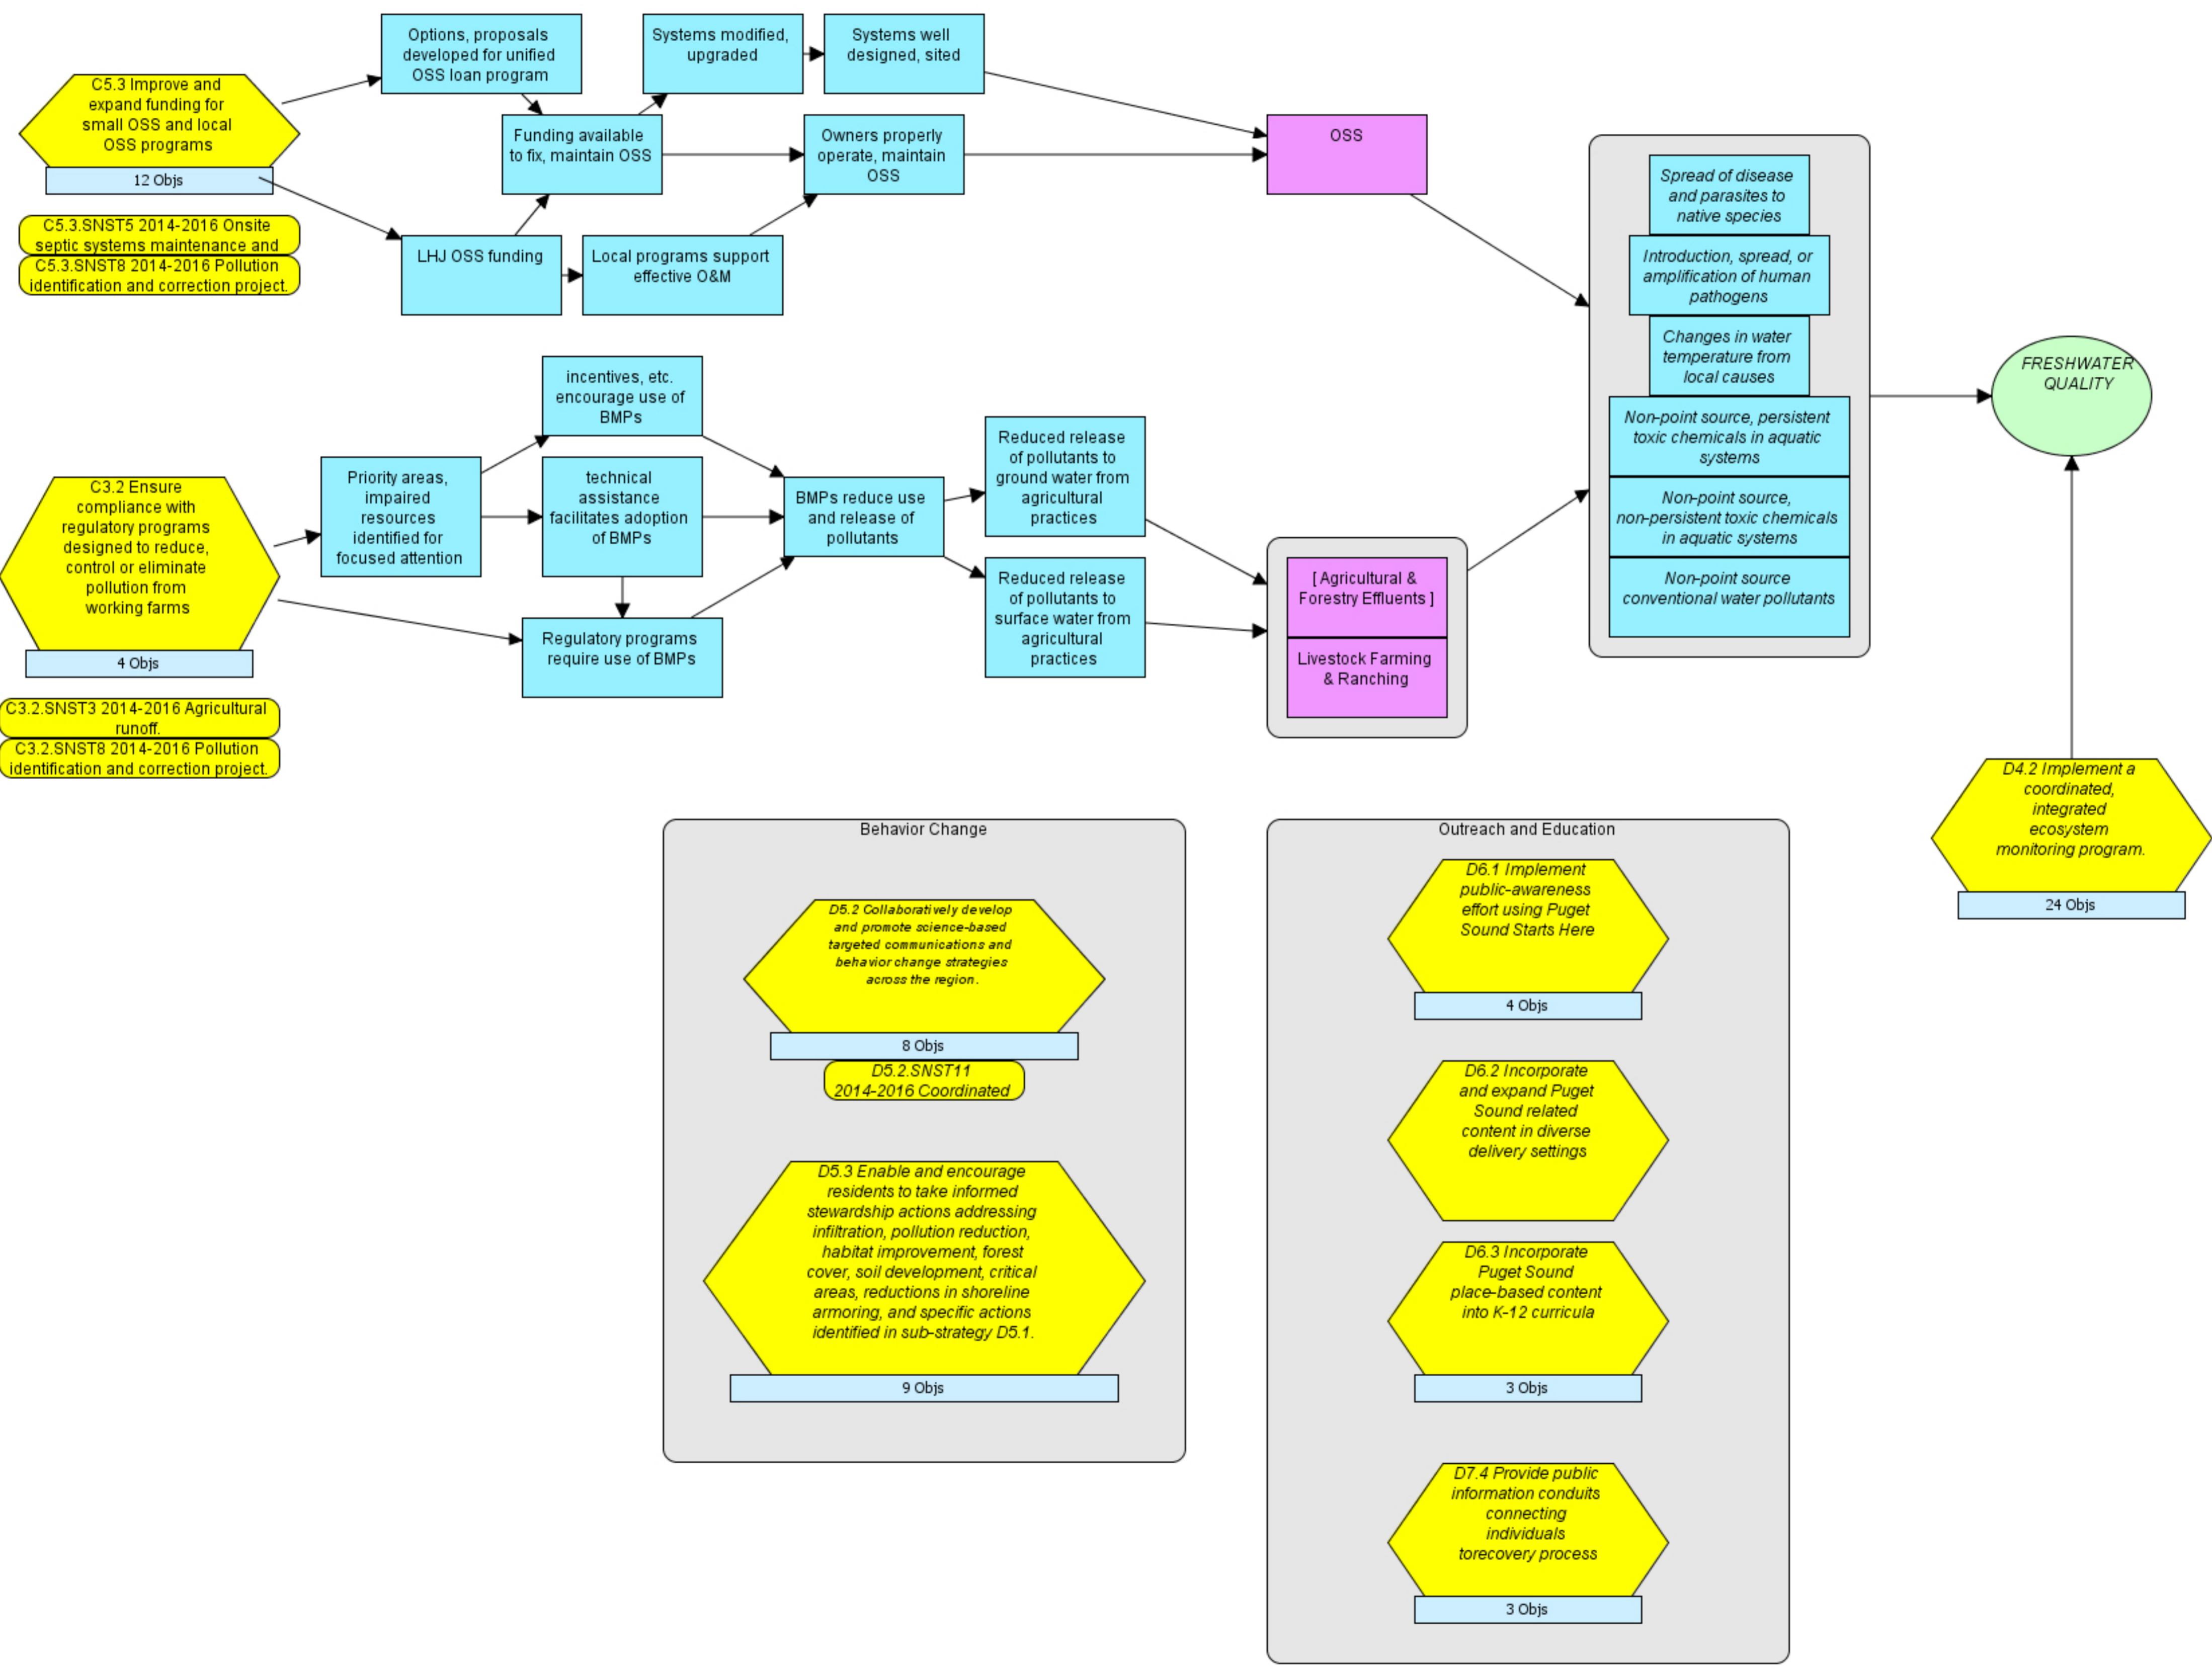 C5.3 Improve and
expand funding for
small OSS and local
OSS programs
12 Objs
C5.3.SNST5 2014-2016 Onsite
septic systems maintenance and
C5.3.SNST8 2014-2016 Pollution
identification and correction project.
Options, proposals
developed for unified
OSS loan program
Systems modified,
upgraded
Systems well
designed, sited
Funding available
to fix, maintain OSS
Owners properly
operate, maintain
OSS
LHJ OSS funding
Local programs support
effective O&M
OSS
Spread of disease
and parasites to
native species
Introduction, spread, or
amplification of human
pathogens
Changes in water
temperature from
local causes
Non-point source, persistent
toxic chemicals in aquatic
systems
Non-point source,
non-persistent toxic chemicals
in aquatic systems
Non-point source
conventional water pollutants
FRESHWATER
QUALITY
C3.2 Ensure
compliance with
regulatory programs
designed to reduce,
control or eliminate
pollution from
working farms
4 Objs
C3.2.SNST3 2014-2016 Agricultural
runoff.
C3.2.SNST8 2014-2016 Pollution
identification and correction project.
Priority areas,
impaired
resources
identified for
focused attention
incentives, etc.
encourage use of
BMPs
technical
assistance
facilitates adoption
of BMPs
Regulatory programs
require use of BMPs
BMPs reduce use
and release of
pollutants
Reduced release
of pollutants to
ground water from
agricultural
practices
Reduced release
of pollutants to
surface water from
agricultural
practices
[ Agricultural &
Forestry Effluents ]
Livestock Farming
& Ranching
D4.2 Implement a
coordinated,
integrated
ecosystem
monitoring program.
24 Objs
Behavior Change
D5.2 Collaboratively develop
and promote science-based
targeted communications and
behavior change strategies
across the region.
8 Objs
D5.2.SNST11
2014-2016 Coordinated
D5.3 Enable and encourage
residents to take informed
stewardship actions addressing
infiltration, pollution reduction,
habitat improvement, forest
cover, soil development, critical
areas, reductions in shoreline
armoring, and specific actions
identified in sub-strategy D5.1.
9 Objs
Outreach and Education
D6.1 Implement
public-awareness
effort using Puget
Sound Starts Here
4 Objs
D6.2 Incorporate
and expand Puget
Sound related
content in diverse
delivery settings
D6.3 Incorporate
Puget Sound
place-based content
into K-12 curricula
3 Objs
D7.4 Provide public
information conduits
connecting
individuals
torecovery process
3 Objs